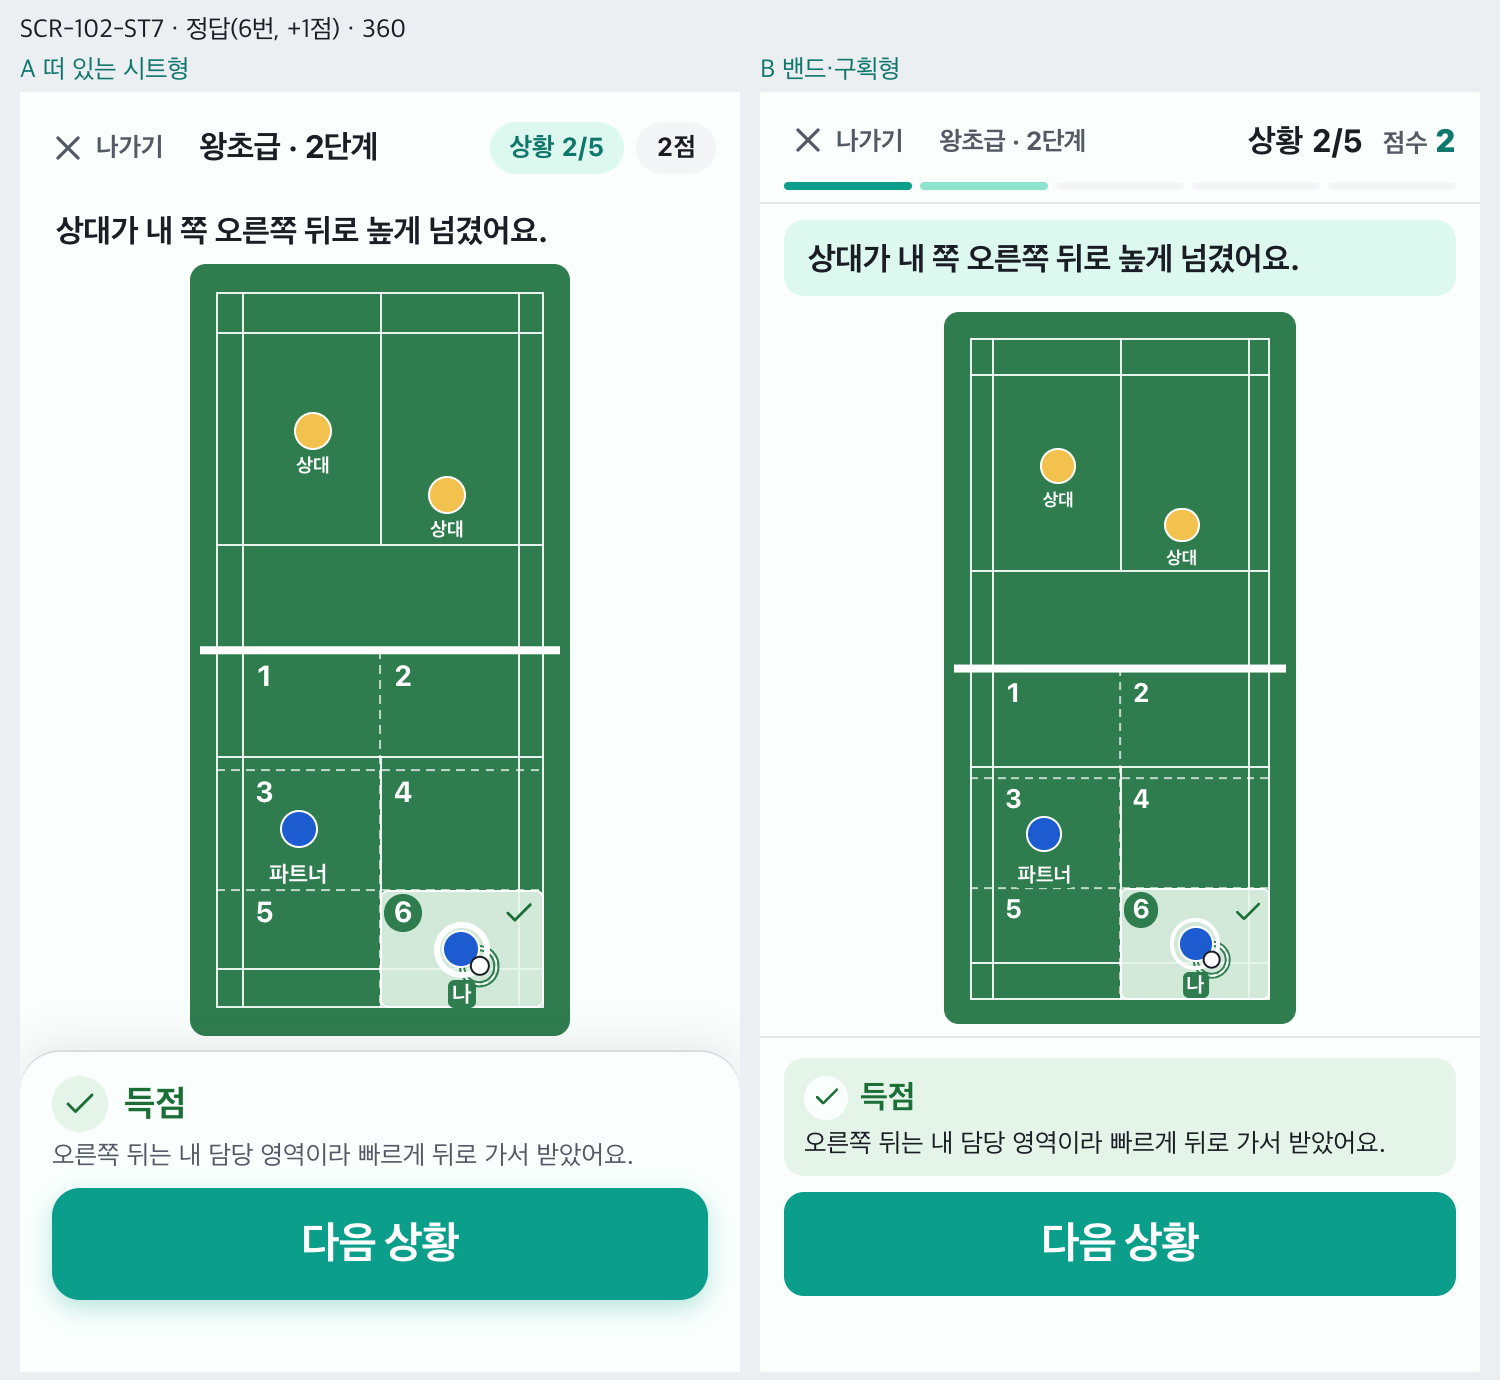 SCR-102-ST7 · 정답(6번, +1점) · 360
A 떠 있는 시트형
나가기 왕초급 · 2단계 상황 2/5 2점
상대가 내 쪽 오른쪽 뒤로 높게 넘겼어요.
상대
상대
1 2
3 4
파트너
5 6
나
득점
오른쪽 뒤는 내 담당 영역이라 빠르게 뒤로 가서 받았어요.
다음 상황
B 밴드·구획형
나가기 왕초급 · 2단계 상황 2/5 점수 2
상대가 내 쪽 오른쪽 뒤로 높게 넘겼어요.
상대
상대
1 2
3 4
파트너
5 6
나
득점
오른쪽 뒤는 내 담당 영역이라 빠르게 뒤로 가서 받았어요.
다음 상황